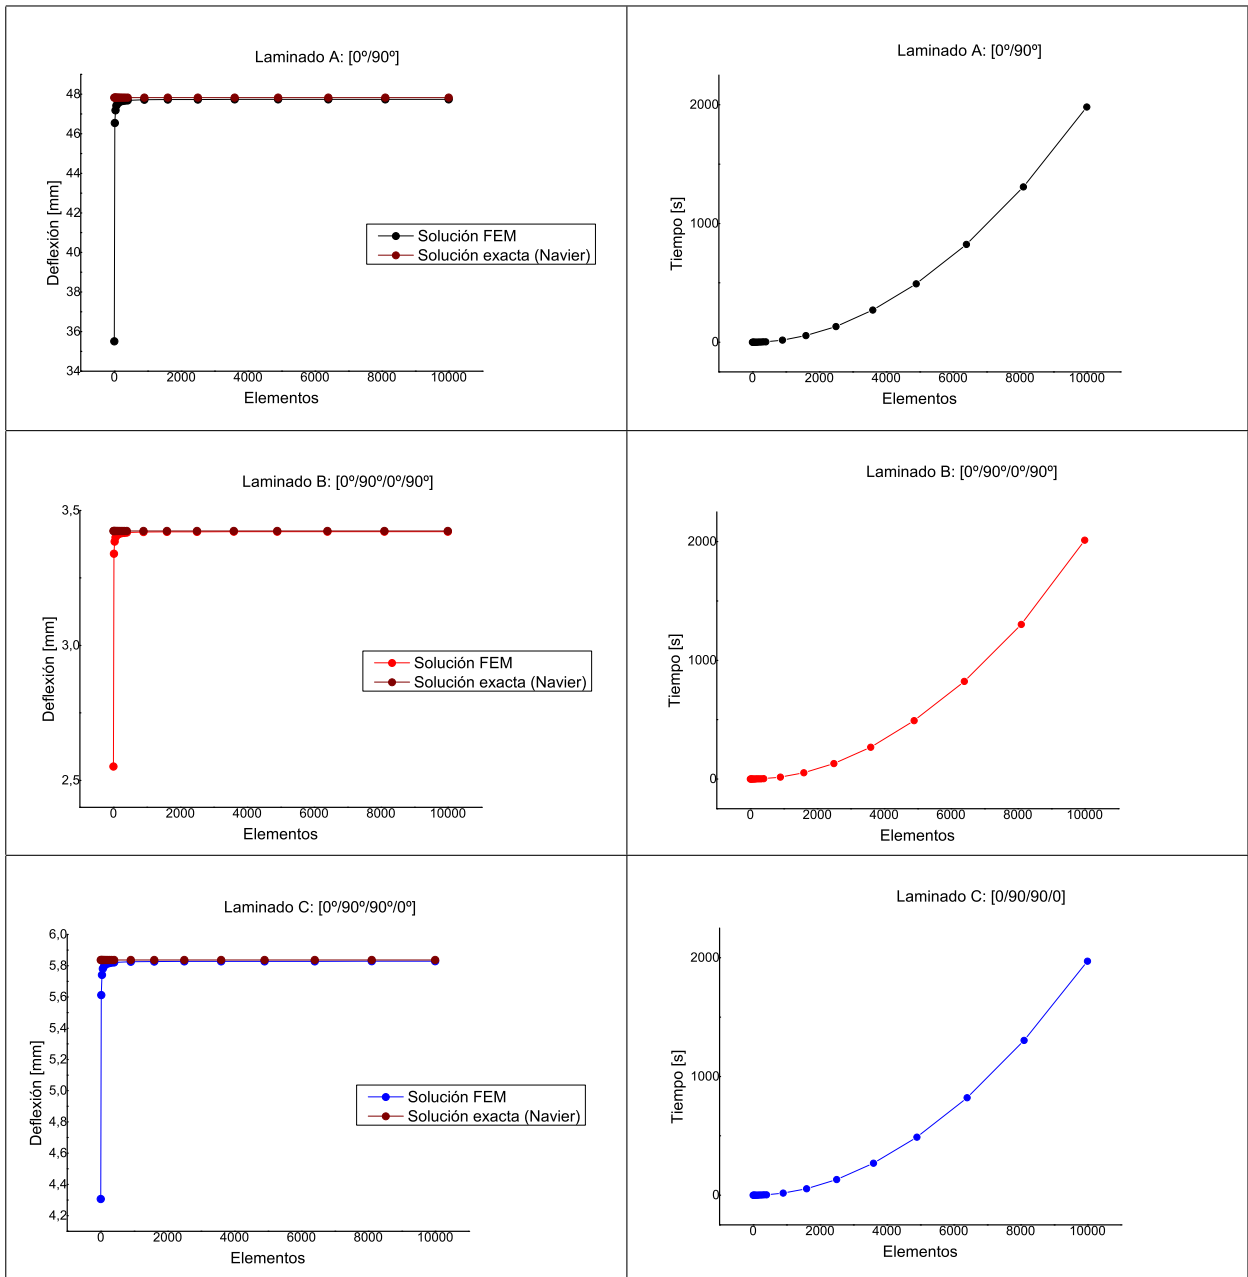 Laminado A: [0º/90º]
48
46
44
42
40
38
36
34
Deflexión [mm]
Solución FEM
Solución exacta (Navier)
0 2000 4000 6000 8000 10000
Elementos
Laminado A: [0º/90º]
2000
1000
0
Tiempo [s]
0 2000 4000 6000 8000 10000
Elementos
Laminado B: [0º/90º/0º/90º]
3,5
3,0
2,5
Deflexión [mm]
Solución FEM
Solución exacta (Navier)
0 2000 4000 6000 8000 10000
Elementos
Laminado B: [0º/90º/0º/90º]
2000
1000
0
Tiempo [s]
0 2000 4000 6000 8000 10000
Elementos
Laminado C: [0º/90º/90º/0º]
6,0
5,8
5,6
5,4
5,2
5,0
4,8
4,6
4,4
4,2
Deflexión [mm]
Solución FEM
Solución exacta (Navier)
0 2000 4000 6000 8000 10000
Elementos
Laminado C: [0/90/90/0]
2000
1000
0
Tiempo [s]
0 2000 4000 6000 8000 10000
Elementos